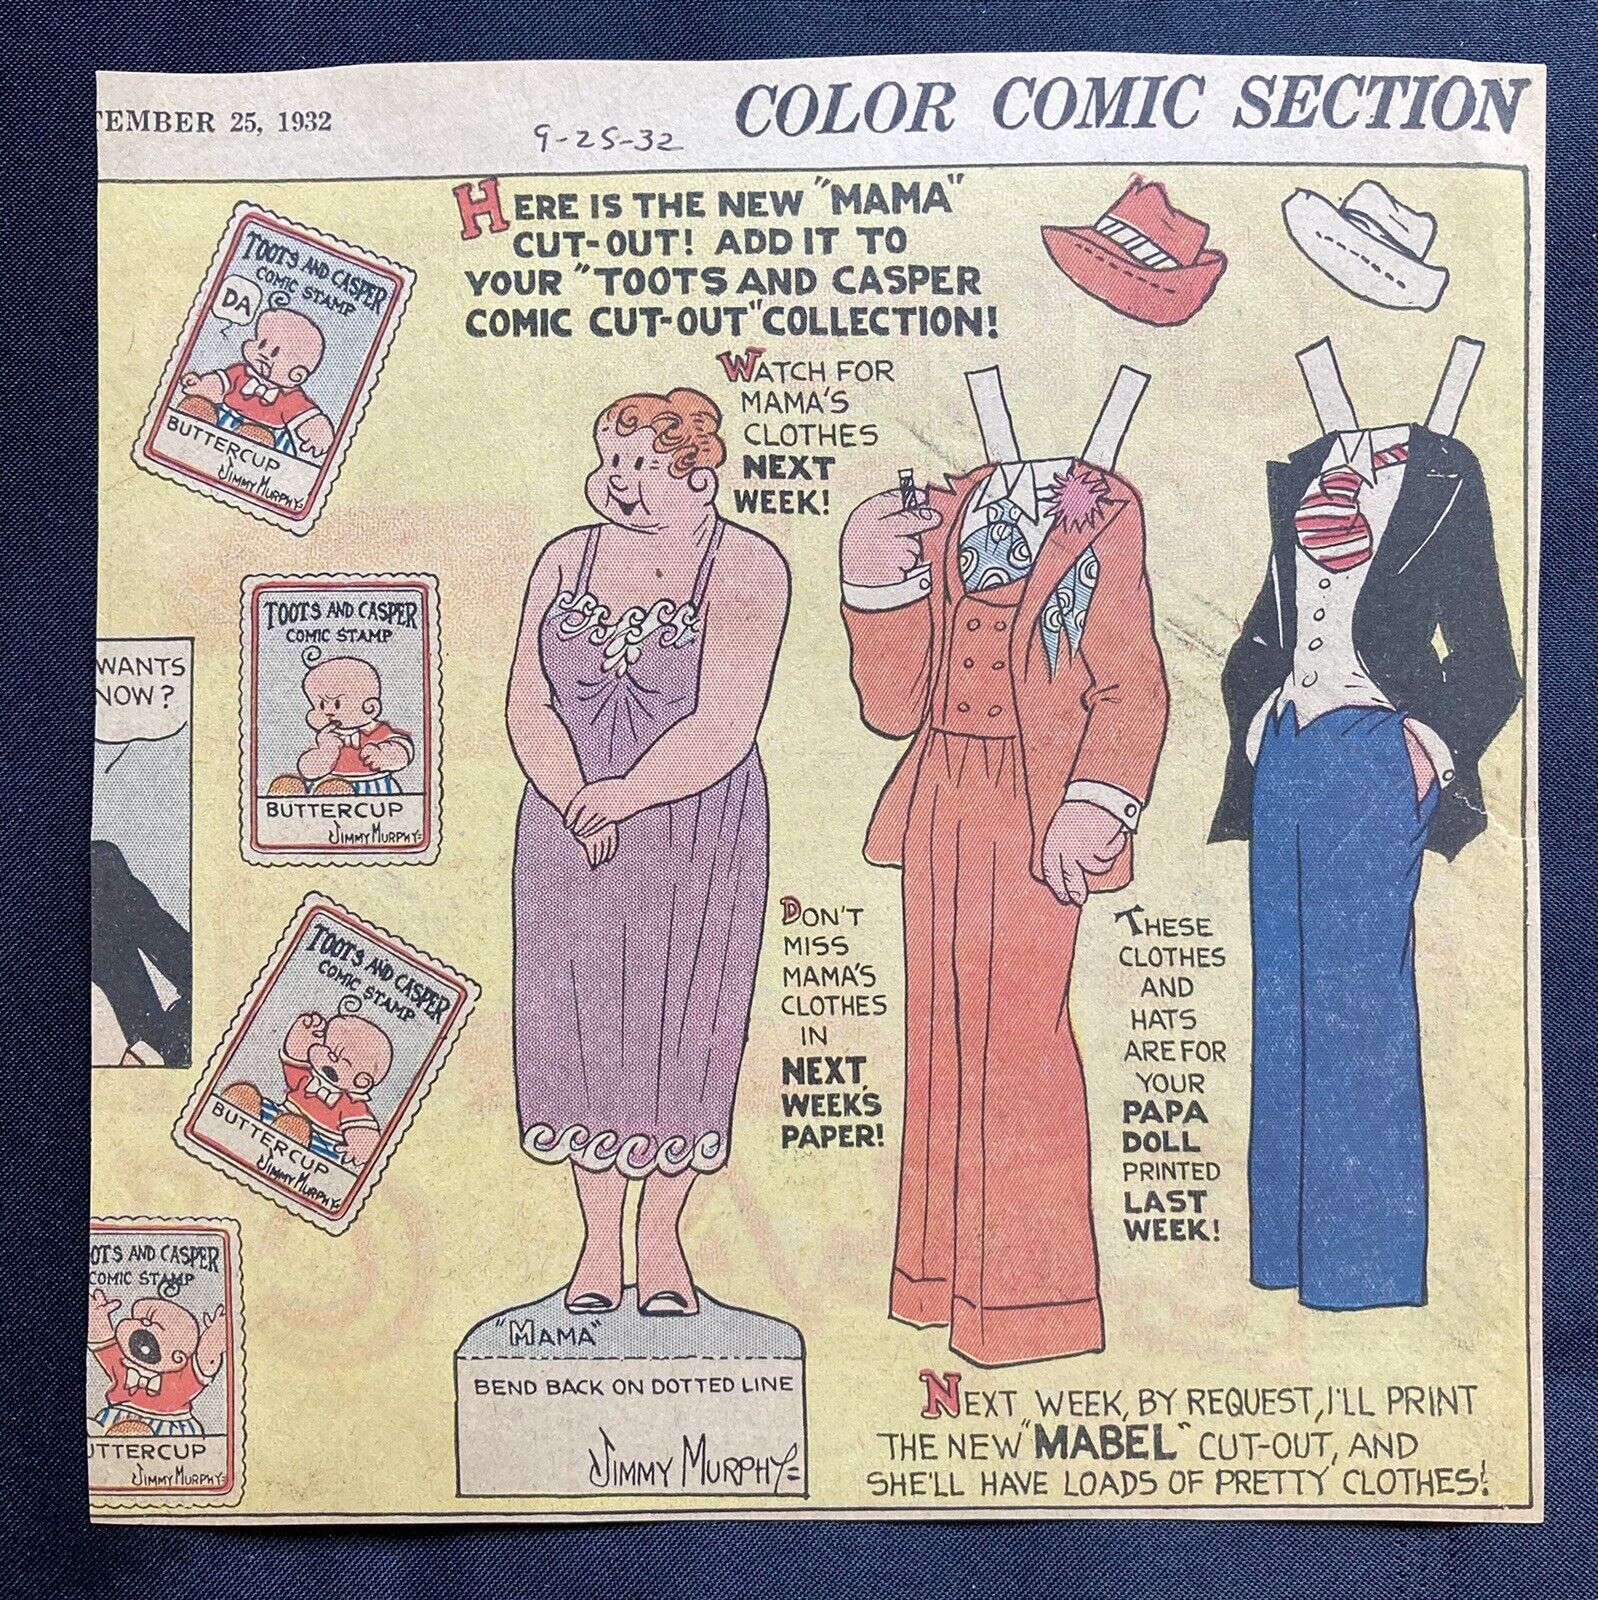 TEMBER 25, 1932
9-25-32
COLOR COMIC SECTION
HERE IS THE NEW "MAMA"
CUT-OUT! ADD IT TO
YOUR "TOOTS AND CASPER
COMIC CUT-OUT" COLLECTION!
WATCH FOR
MAMA'S
CLOTHES
NEXT
WEEK!
TOOTS AND CASPER
COMIC STAMP
DA
BUTTERCUP
JIMMY MURPHY
TOOTS AND CASPER
COMIC STAMP
BUTTERCUP
JIMMY MURPHY
WANTS
NOW?
TOOTS AND CASPER
COMIC STAMP
BUTTERCUP
JIMMY MURPHY
OTS AND CASPER
COMIC STAMP
UTTERCUP
JIMMY MURPHY
DON'T
MISS
MAMA'S
CLOTHES
IN
NEXT
WEEK'S
PAPER!
THESE
CLOTHES
AND
HATS
ARE FOR
YOUR
PAPA
DOLL
PRINTED
LAST
WEEK!
"MAMA"
BEND BACK ON DOTTED LINE
JIMMY MURPHY
NEXT WEEK, BY REQUEST, I'LL PRINT
THE NEW "MABEL" CUT-OUT, AND
SHE'LL HAVE LOADS OF PRETTY CLOTHES!